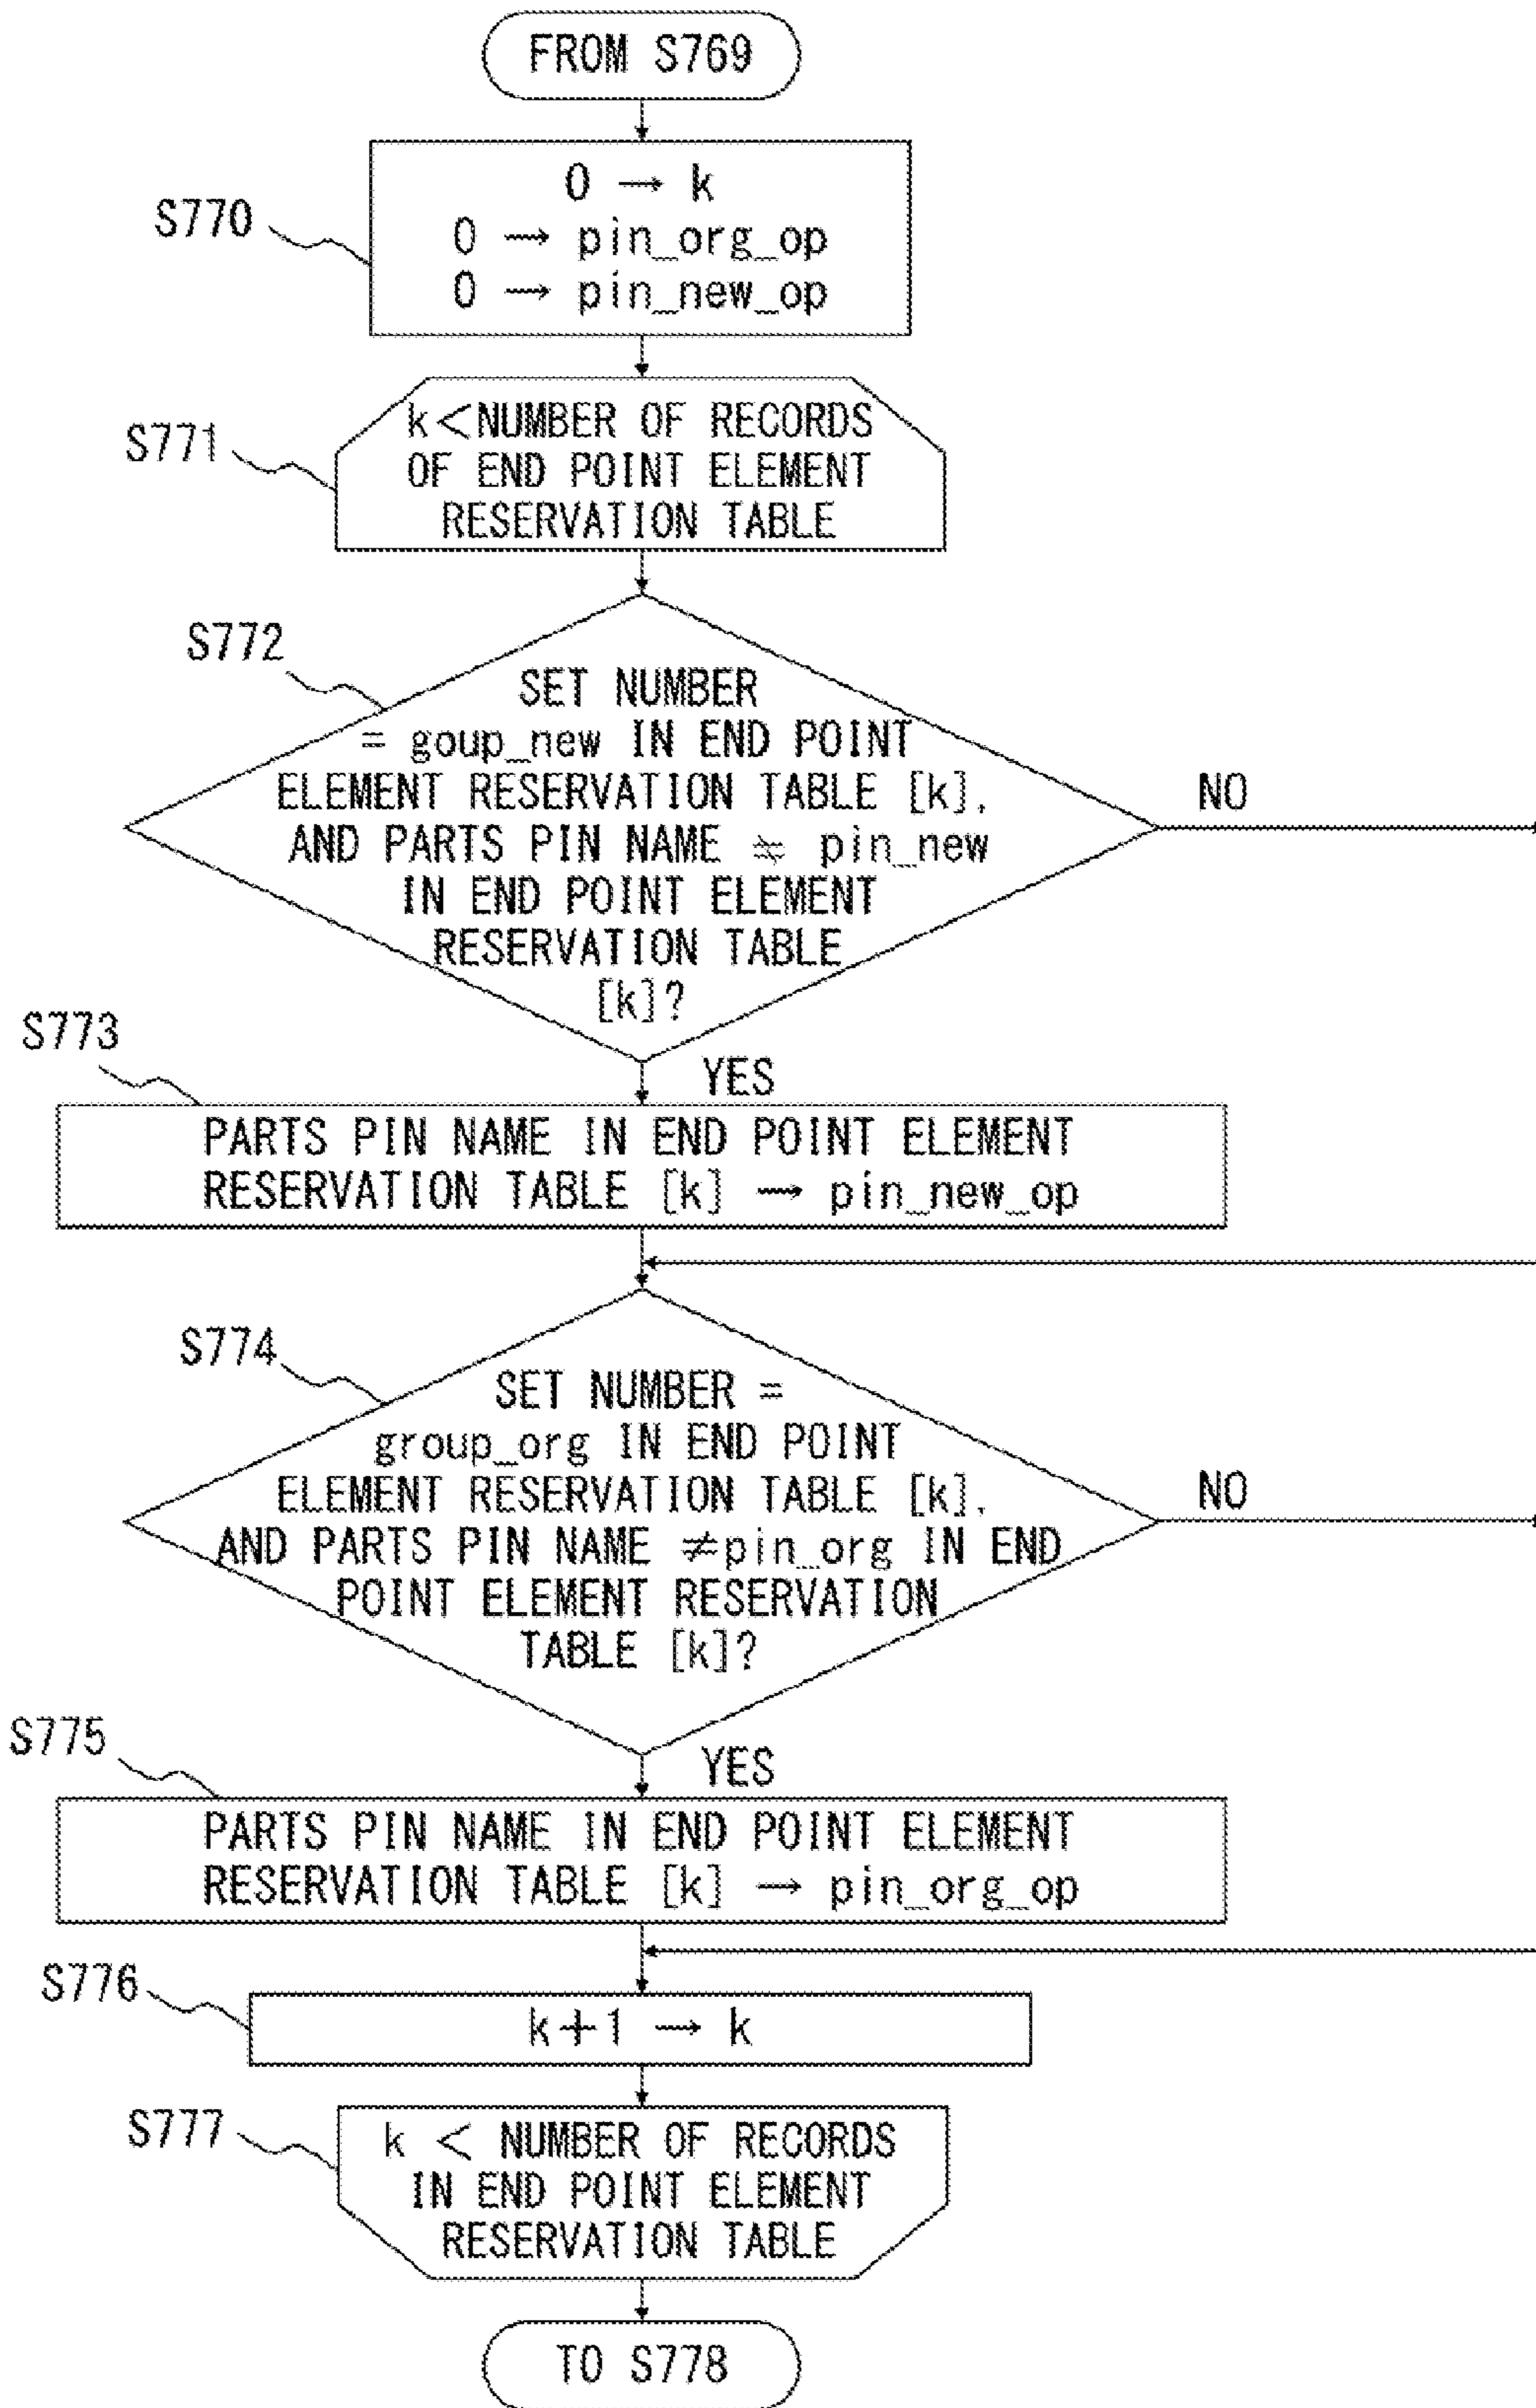 FROM S769
S770
0 → k
0 → pin_org_op
0 → pin_new_op
S771
k<NUMBER OF RECORDS
OF END POINT ELEMENT
RESERVATION TABLE
S772
SET NUMBER
= goup_new IN END POINT
ELEMENT RESERVATION TABLE [k],
AND PARTS PIN NAME ≠ pin_new
IN END POINT ELEMENT
RESERVATION TABLE
[k]?
NO
YES
S773
PARTS PIN NAME IN END POINT ELEMENT
RESERVATION TABLE [k] → pin_new_op
S774
SET NUMBER =
group_org IN END POINT
ELEMENT RESERVATION TABLE [k],
AND PARTS PIN NAME ≠pin_org IN END
POINT ELEMENT RESERVATION
TABLE [k]?
NO
YES
S775
PARTS PIN NAME IN END POINT ELEMENT
RESERVATION TABLE [k] → pin_org_op
S776
k+1 → k
S777
k < NUMBER OF RECORDS
IN END POINT ELEMENT
RESERVATION TABLE
TO S778